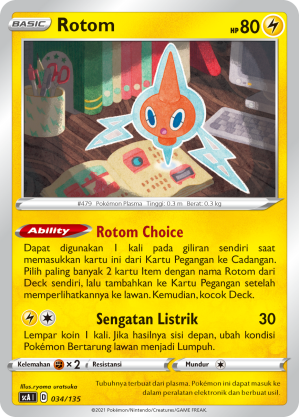 BASIC Rotom HP 80
#479 Pokémon Plasma Tinggi: 0.3 m Berat: 0.3 kg
Ability Rotom Choice
Dapat digunakan 1 kali pada giliran sendiri saat
memasukkan kartu ini dari Kartu Pegangan ke Cadangan.
Pilih paling banyak 2 kartu Item dengan nama Rotom dari
Deck sendiri, lalu tambahkan ke Kartu Pegangan setelah
memperlihatkannya ke lawan. Kemudian, kocok Deck.
Sengatan Listrik 30
Lempar koin 1 kali. Jika hasilnya sisi depan, ubah kondisi
Pokémon Bertarung lawan menjadi Lumpuh.
Kelemahan ×2 Resistansi Mundur
Illus. ryoma uratsuka
scA I D 034/135
Tubuhnya terbuat dari plasma. Pokémon ini masuk ke
dalam peralatan elektronik dan berbuat usil.
©2021 Pokémon/Nintendo/Creatures/GAME FREAK.